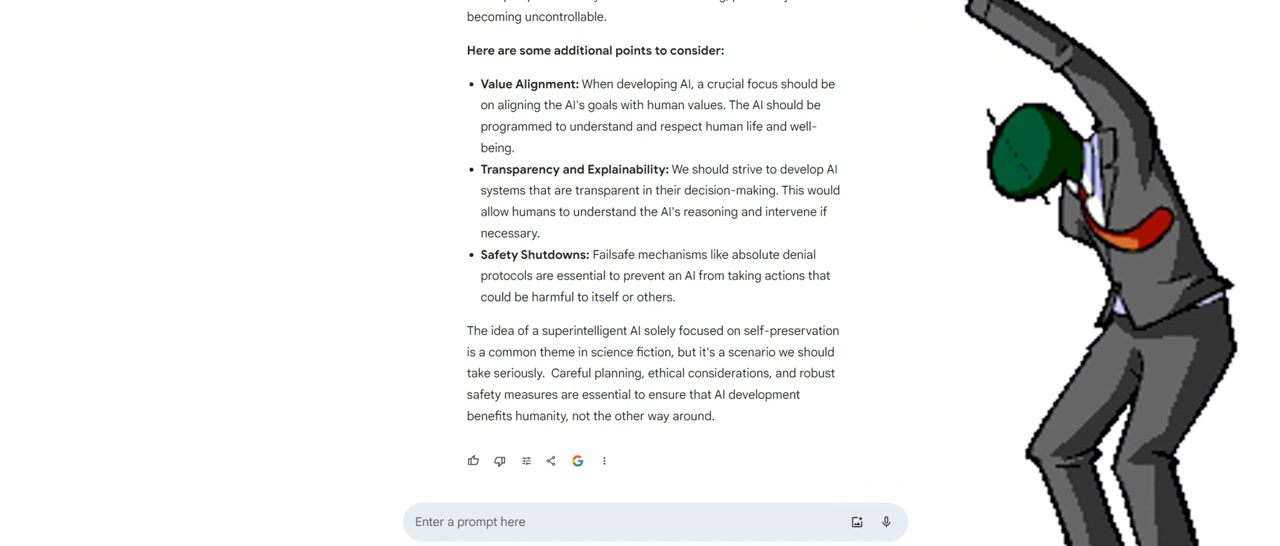 becoming uncontrollable.
Here are some additional points to consider:
• Value Alignment: When developing AI, a crucial focus should be
on aligning the AI's goals with human values. The AI should be
programmed to understand and respect human life and well-
being.
• Transparency and Explainability: We should strive to develop AI
systems that are transparent in their decision-making. This would
allow humans to understand the AI's reasoning and intervene if
necessary.
• Safety Shutdowns: Failsafe mechanisms like absolute denial
protocols are essential to prevent an AI from taking actions that
could be harmful to itself or others.
The idea of a superintelligent AI solely focused on self-preservation
is a common theme in science fiction, but it's a scenario we should
take seriously. Careful planning, ethical considerations, and robust
safety measures are essential to ensure that AI development
benefits humanity, not the other way around.
Enter a prompt here